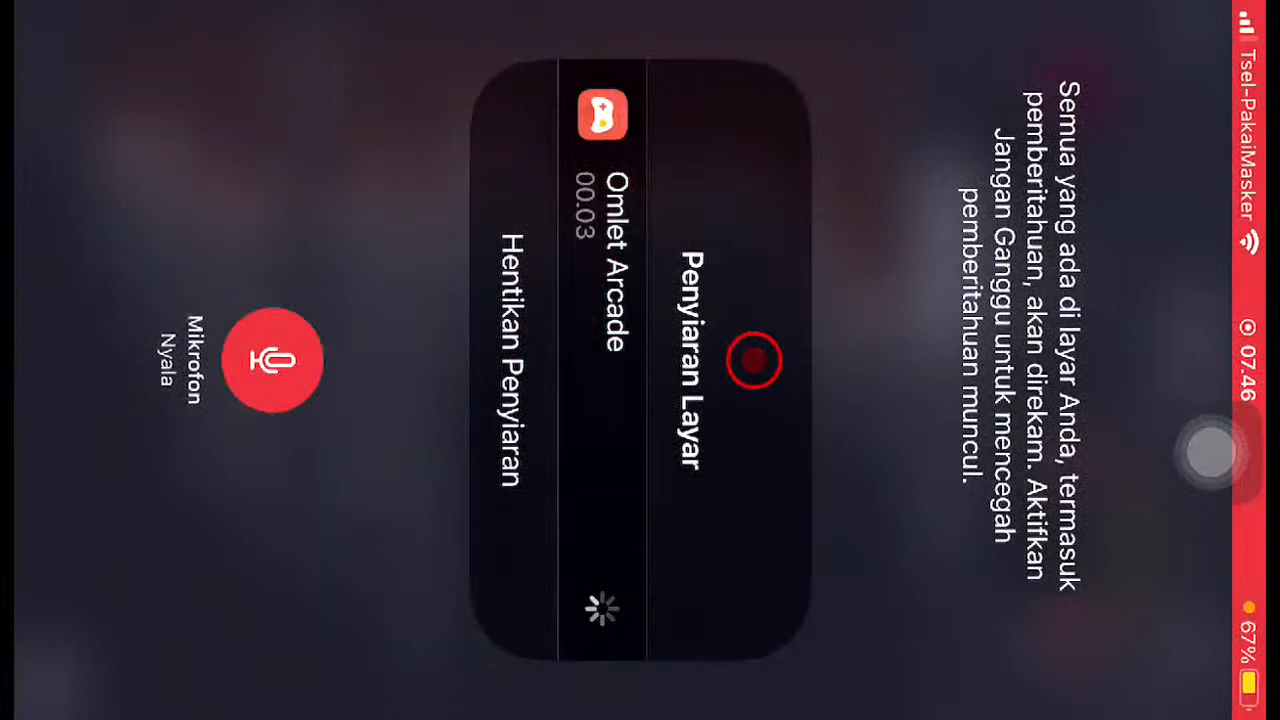 Tsel-PakaiMasker 07.46 67%
Semua yang ada di layar Anda, termasuk
pemberitahuan, akan direkam. Aktifkan
Jangan Ganggu untuk mencegah
pemberitahuan muncul.
Penyiaran Layar
Omlet Arcade
00.03
Hentikan Penyiaran
Mikrofon
Nyala